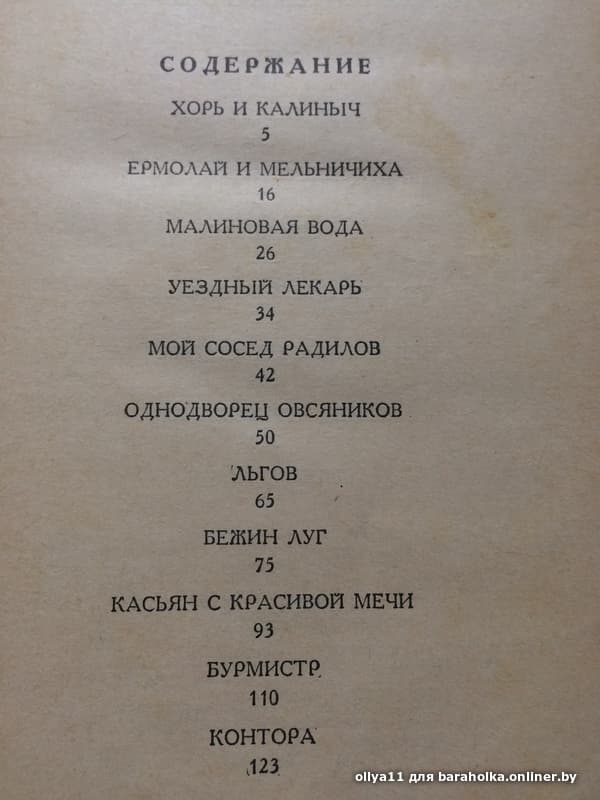 СОДЕРЖАНИЕ
ХОРЬ И КАЛИНЫЧ
5
ЕРМОЛАЙ И МЕЛЬНИЧИХА
16
МАЛИНОВАЯ ВОДА
26
УЕЗДНЫЙ ЛЕКАРЬ
34
МОЙ СОСЕД РАДИЛОВ
42
ОДНОДВОРЕЦ ОВСЯНИКОВ
50
ЛЬГОВ
65
БЕЖИН ЛУГ
75
КАСЬЯН С КРАСИВОЙ МЕЧИ
93
БУРМИСТР
110
КОНТОРА
123
ollya11 для baraholka.onliner.by